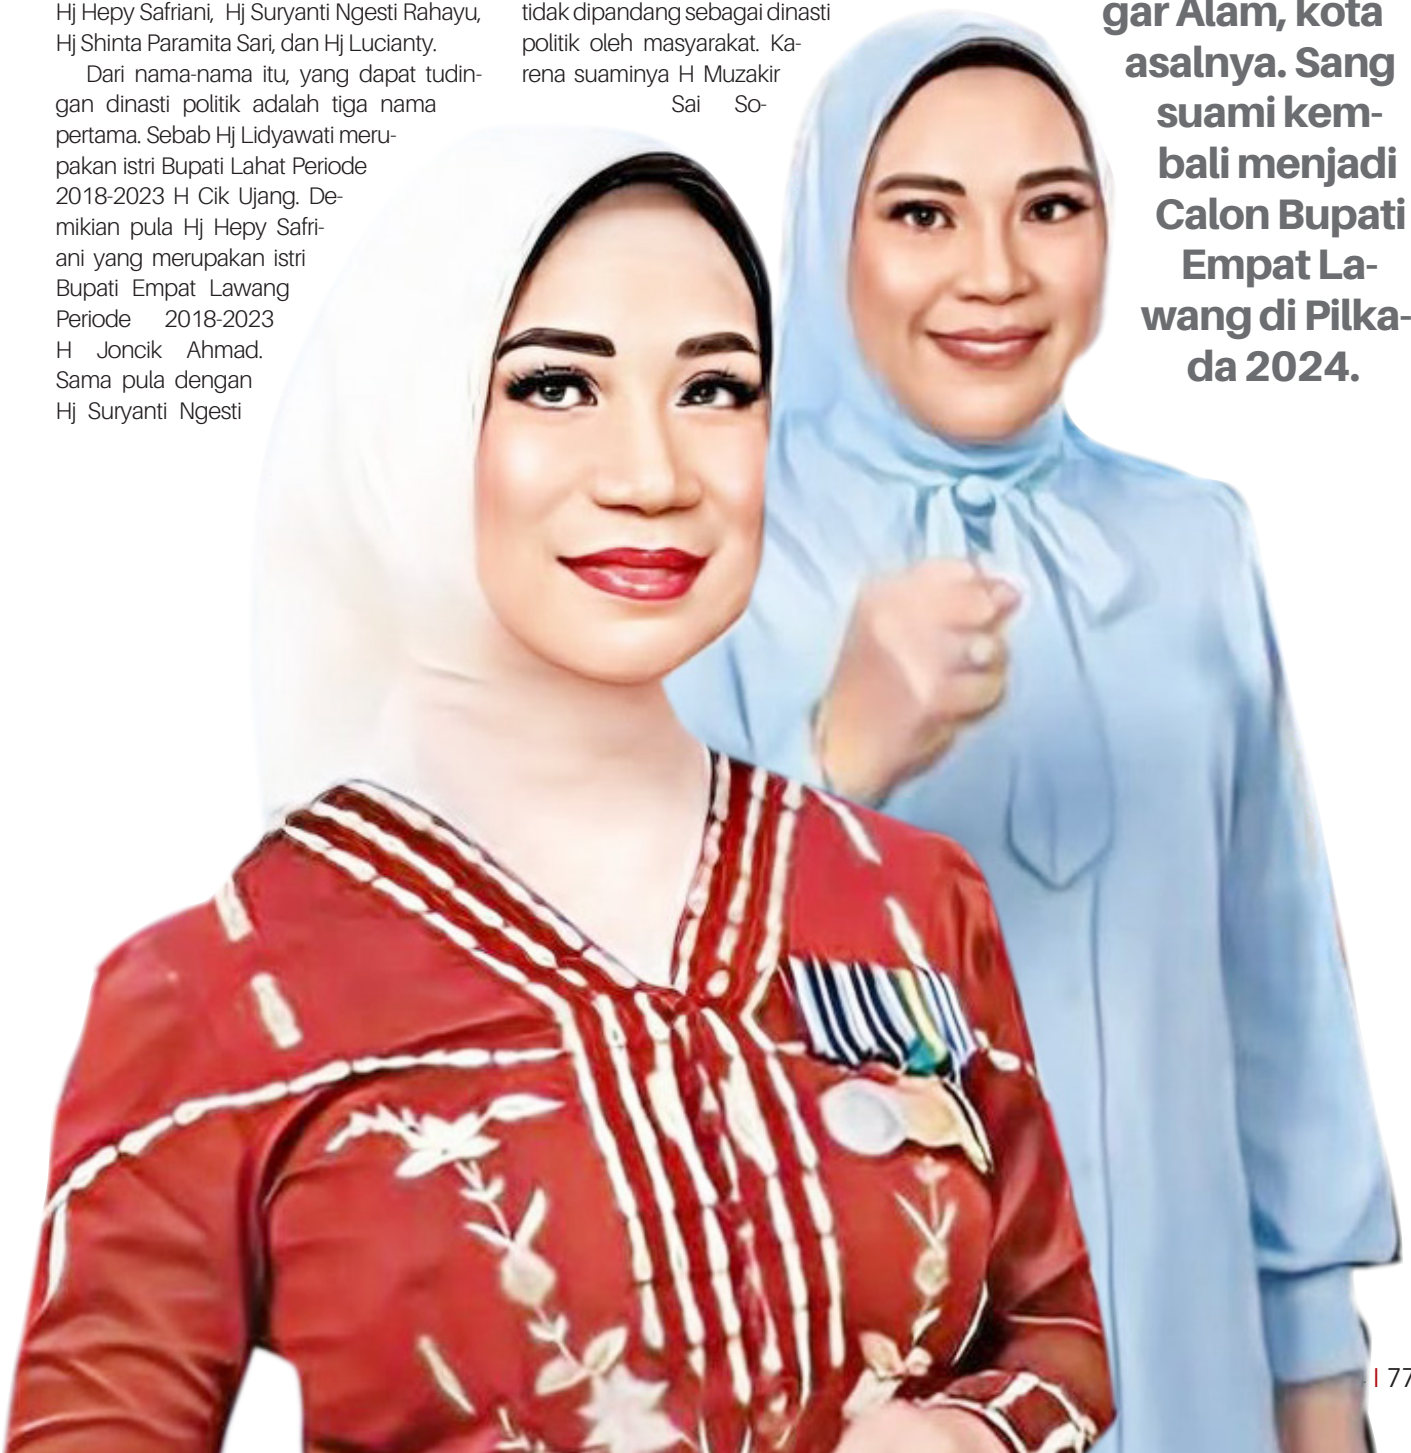 Hj Hepy Safriani, Hj Suryanti Ngesti Rahayu,
Hj Shinta Paramita Sari, dan Hj Lucianty.
Dari nama-nama itu, yang dapat tudin-
gan dinasti politik adalah tiga nama
pertama. Sebab Hj Lidyawati meru-
pakan istri Bupati Lahat Periode
2018-2023 H Cik Ujang. De-
mikian pula Hj Hepy Safri-
ani yang merupakan istri
Bupati Empat Lawang
Periode 2018-2023
H Joncik Ahmad.
Sama pula dengan
Hj Suryanti Ngesti
tidak dipandang sebagai dinasti
politik oleh masyarakat. Ka-
rena suaminya H Muzakir
Sai So-
gar Alam, kota
asalnya. Sang
suami kem-
bali menjadi
Calon Bupati
Empat La-
wang di Pilka-
da 2024.
| 77